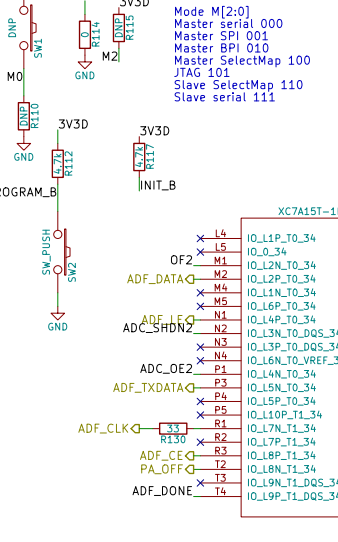 3V3D
Mode M[2:0]
Master serial 000
Master SPI 001
Master BPI 010
Master SelectMap 100
JTAG 101
Slave SelectMap 110
Slave serial 111
DNP
SW1
0
R114
DNP
R115
M2
GND
M0
DNP
R110
GND
3V3D
4.7k
R112
3V3D
4.7k
R117
ROGRAM_B
INIT_B
SW_PUSH
SW2
GND
XC7A15T-1
L4 IO_L1P_T0_34
L5 IO_0_34
OF2 M1 IO_L2N_T0_34
ADF_DATA M2 IO_L2P_T0_34
M4 IO_L1N_T0_34
M5 IO_L6P_T0_34
ADF_LE N1 IO_L4P_T0_34
ADC_SHDN2 N2 IO_L3N_T0_DQS_34
N3 IO_L3P_T0_DQS_34
N4 IO_L6N_T0_VREF_3
ADC_OE2 P1 IO_L4N_T0_34
ADF_TXDATA P3 IO_L5N_T0_34
P4 IO_L5P_T0_34
P5 IO_L10P_T1_34
ADF_CLK 33 R1 IO_L7N_T1_34
R130
R2 IO_L7P_T1_34
ADF_CE R3 IO_L8P_T1_34
PA_OFF T2 IO_L8N_T1_34
T3 IO_L9N_T1_DQS_34
ADF_DONE T4 IO_L9P_T1_DQS_34